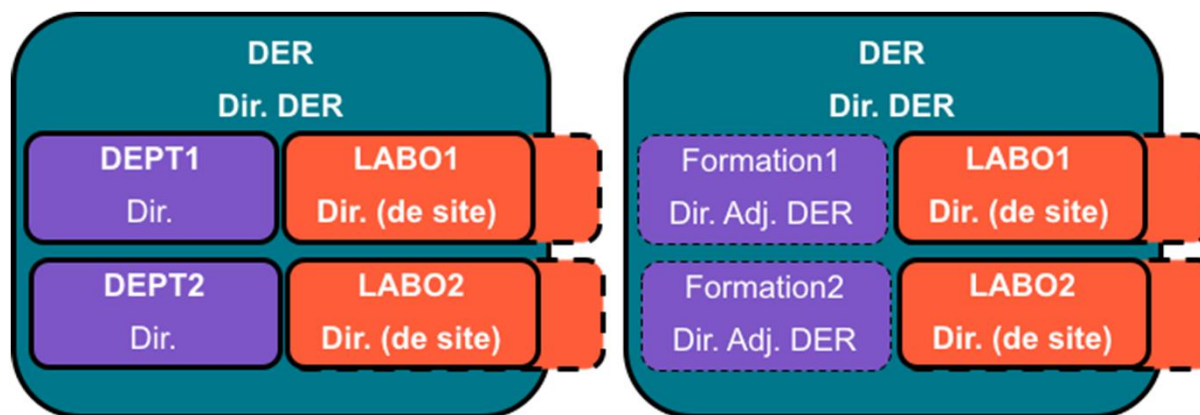 DER
Dir. DER
DEPT1
Dir.
LABO1
Dir. (de site)
DEPT2
Dir.
LABO2
Dir. (de site)
DER
Dir. DER
Formation1
Dir. Adj. DER
LABO1
Dir. (de site)
Formation2
Dir. Adj. DER
LABO2
Dir. (de site)